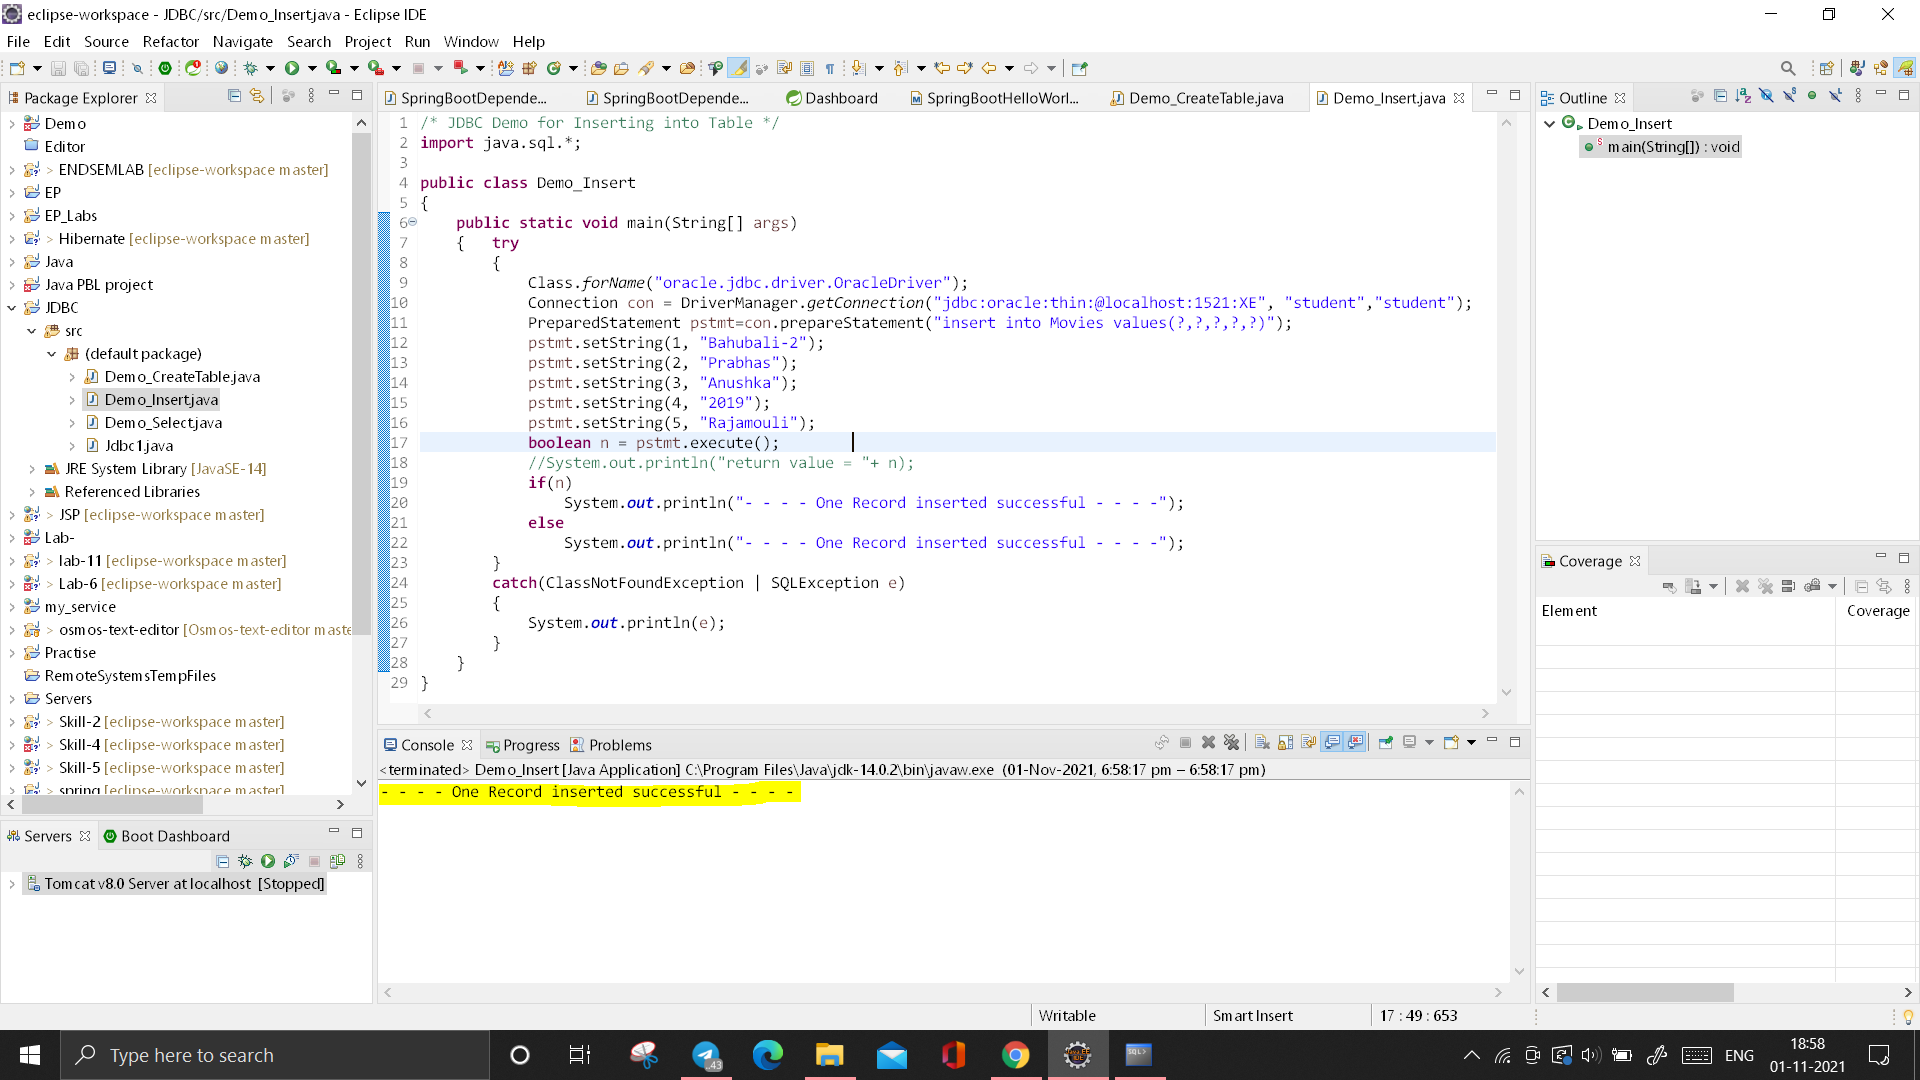 eclipse-workspace - JDBC/src/Demo_Insert.java - Eclipse IDE
File Edit Source Refactor Navigate Search Project Run Window Help
Package Explorer
> Demo
Editor
> > ENDSEMLAB [eclipse-workspace master]
> EP
> EP_Labs
> > Hibernate [eclipse-workspace master]
> Java
> Java PBL project
JDBC
src
(default package)
> Demo_CreateTable.java
> Demo_Insert.java
> Demo_Select.java
> Jdbc1.java
> JRE System Library [JavaSE-14]
> Referenced Libraries
> > JSP [eclipse-workspace master]
> Lab-
> > lab-11 [eclipse-workspace master]
> > Lab-6 [eclipse-workspace master]
> my_service
> > osmos-text-editor [Osmos-text-editor maste
> Practise
RemoteSystemsTempFiles
> Servers
> > Skill-2 [eclipse-workspace master]
> > Skill-4 [eclipse-workspace master]
> > Skill-5 [eclipse-workspace master]
> spring [eclipse-workspace master]
Servers Boot Dashboard
> Tomcat v8.0 Server at localhost [Stopped]
SpringBootDepende... SpringBootDepende... Dashboard SpringBootHelloWorl... Demo_CreateTable.java Demo_Insert.java
1 /* JDBC Demo for Inserting into Table */
2 import java.sql.*;
3
4 public class Demo_Insert
5 {
6 public static void main(String[] args)
7 { try
8 {
9 Class.forName("oracle.jdbc.driver.OracleDriver");
10 Connection con = DriverManager.getConnection("jdbc:oracle:thin:@localhost:1521:XE", "student","student");
11 PreparedStatement pstmt=con.prepareStatement("insert into Movies values(?,?,?,?,?)");
12 pstmt.setString(1, "Bahubali-2");
13 pstmt.setString(2, "Prabhas");
14 pstmt.setString(3, "Anushka");
15 pstmt.setString(4, "2019");
16 pstmt.setString(5, "Rajamouli");
17 boolean n = pstmt.execute();
18 //System.out.println("return value = "+ n);
19 if(n)
20 System.out.println("- - - - One Record inserted successful - - - -");
21 else
22 System.out.println("- - - - One Record inserted successful - - - -");
23 }
24 catch(ClassNotFoundException | SQLException e)
25 {
26 System.out.println(e);
27 }
28 }
29 }
Console Progress Problems
<terminated> Demo_Insert [Java Application] C:\Program Files\Java\jdk-14.0.2\bin\javaw.exe (01-Nov-2021, 6:58:17 pm – 6:58:17 pm)
- - - - One Record inserted successful - - - -
Outline
Demo_Insert
main(String[]) : void
Coverage
Element Coverage
Writable Smart Insert 17 : 49 : 653
Type here to search
43
SQL>
ENG
18:58
01-11-2021